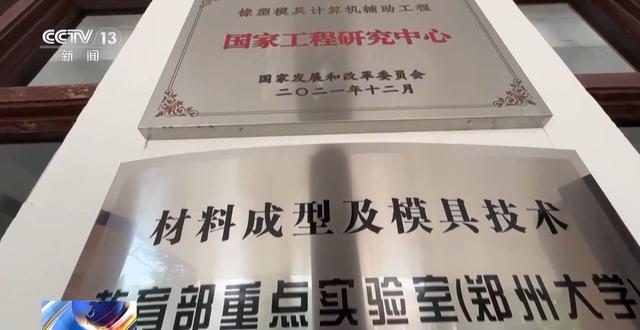 CCTV 13
新闻
橡塑模具计算机辅助工程
国家工程研究中心
国家发展和改革委员会
二〇二一年十二月
材料成型及模具技术
教育部重点实验室(郑州大学)